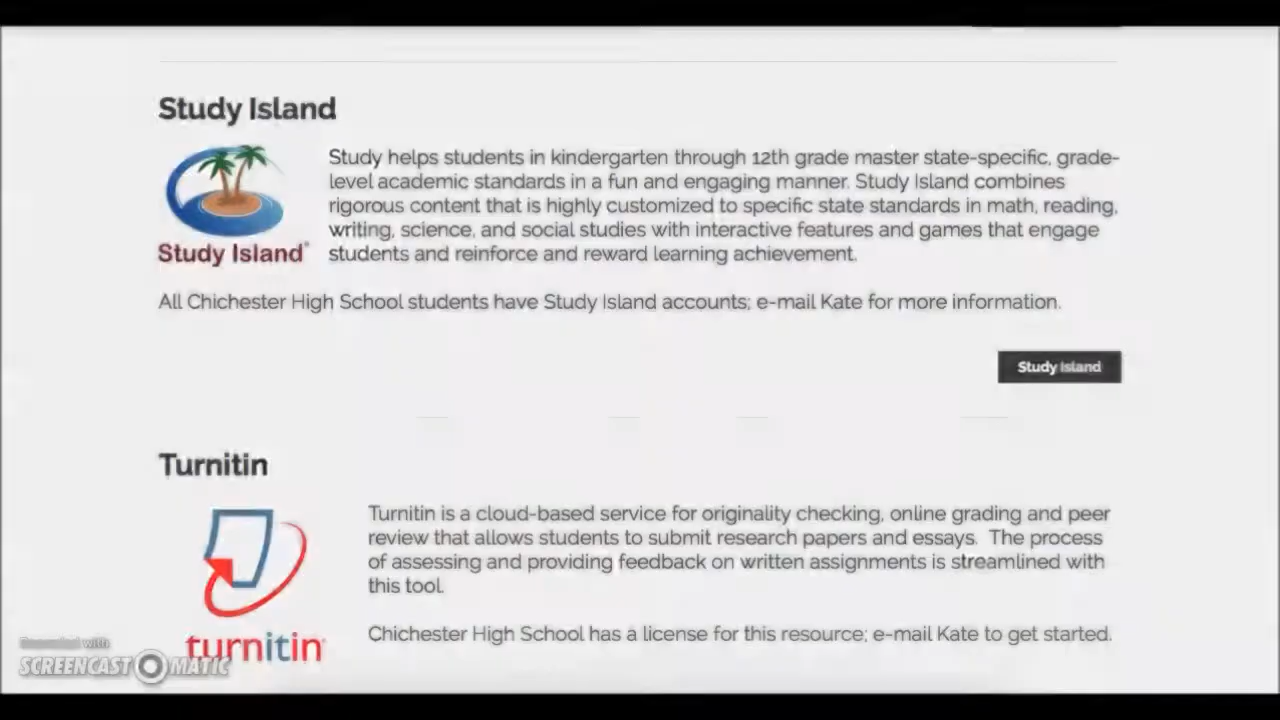 Study Island
Study helps students in kindergarten through 12th grade master state-specific, grade-
level academic standards in a fun and engaging manner. Study Island combines
rigorous content that is highly customized to specific state standards in math, reading,
writing, science, and social studies with interactive features and games that engage
Study Island® students and reinforce and reward learning achievement.
All Chichester High School students have Study Island accounts; e-mail Kate for more information.
Study Island
Turnitin
Turnitin is a cloud-based service for originality checking, online grading and peer
review that allows students to submit research papers and essays. The process
of assessing and providing feedback on written assignments is streamlined with
this tool.
Chichester High School has a license for this resource; e-mail Kate to get started.
turnitin
SCREENCAST MATIC